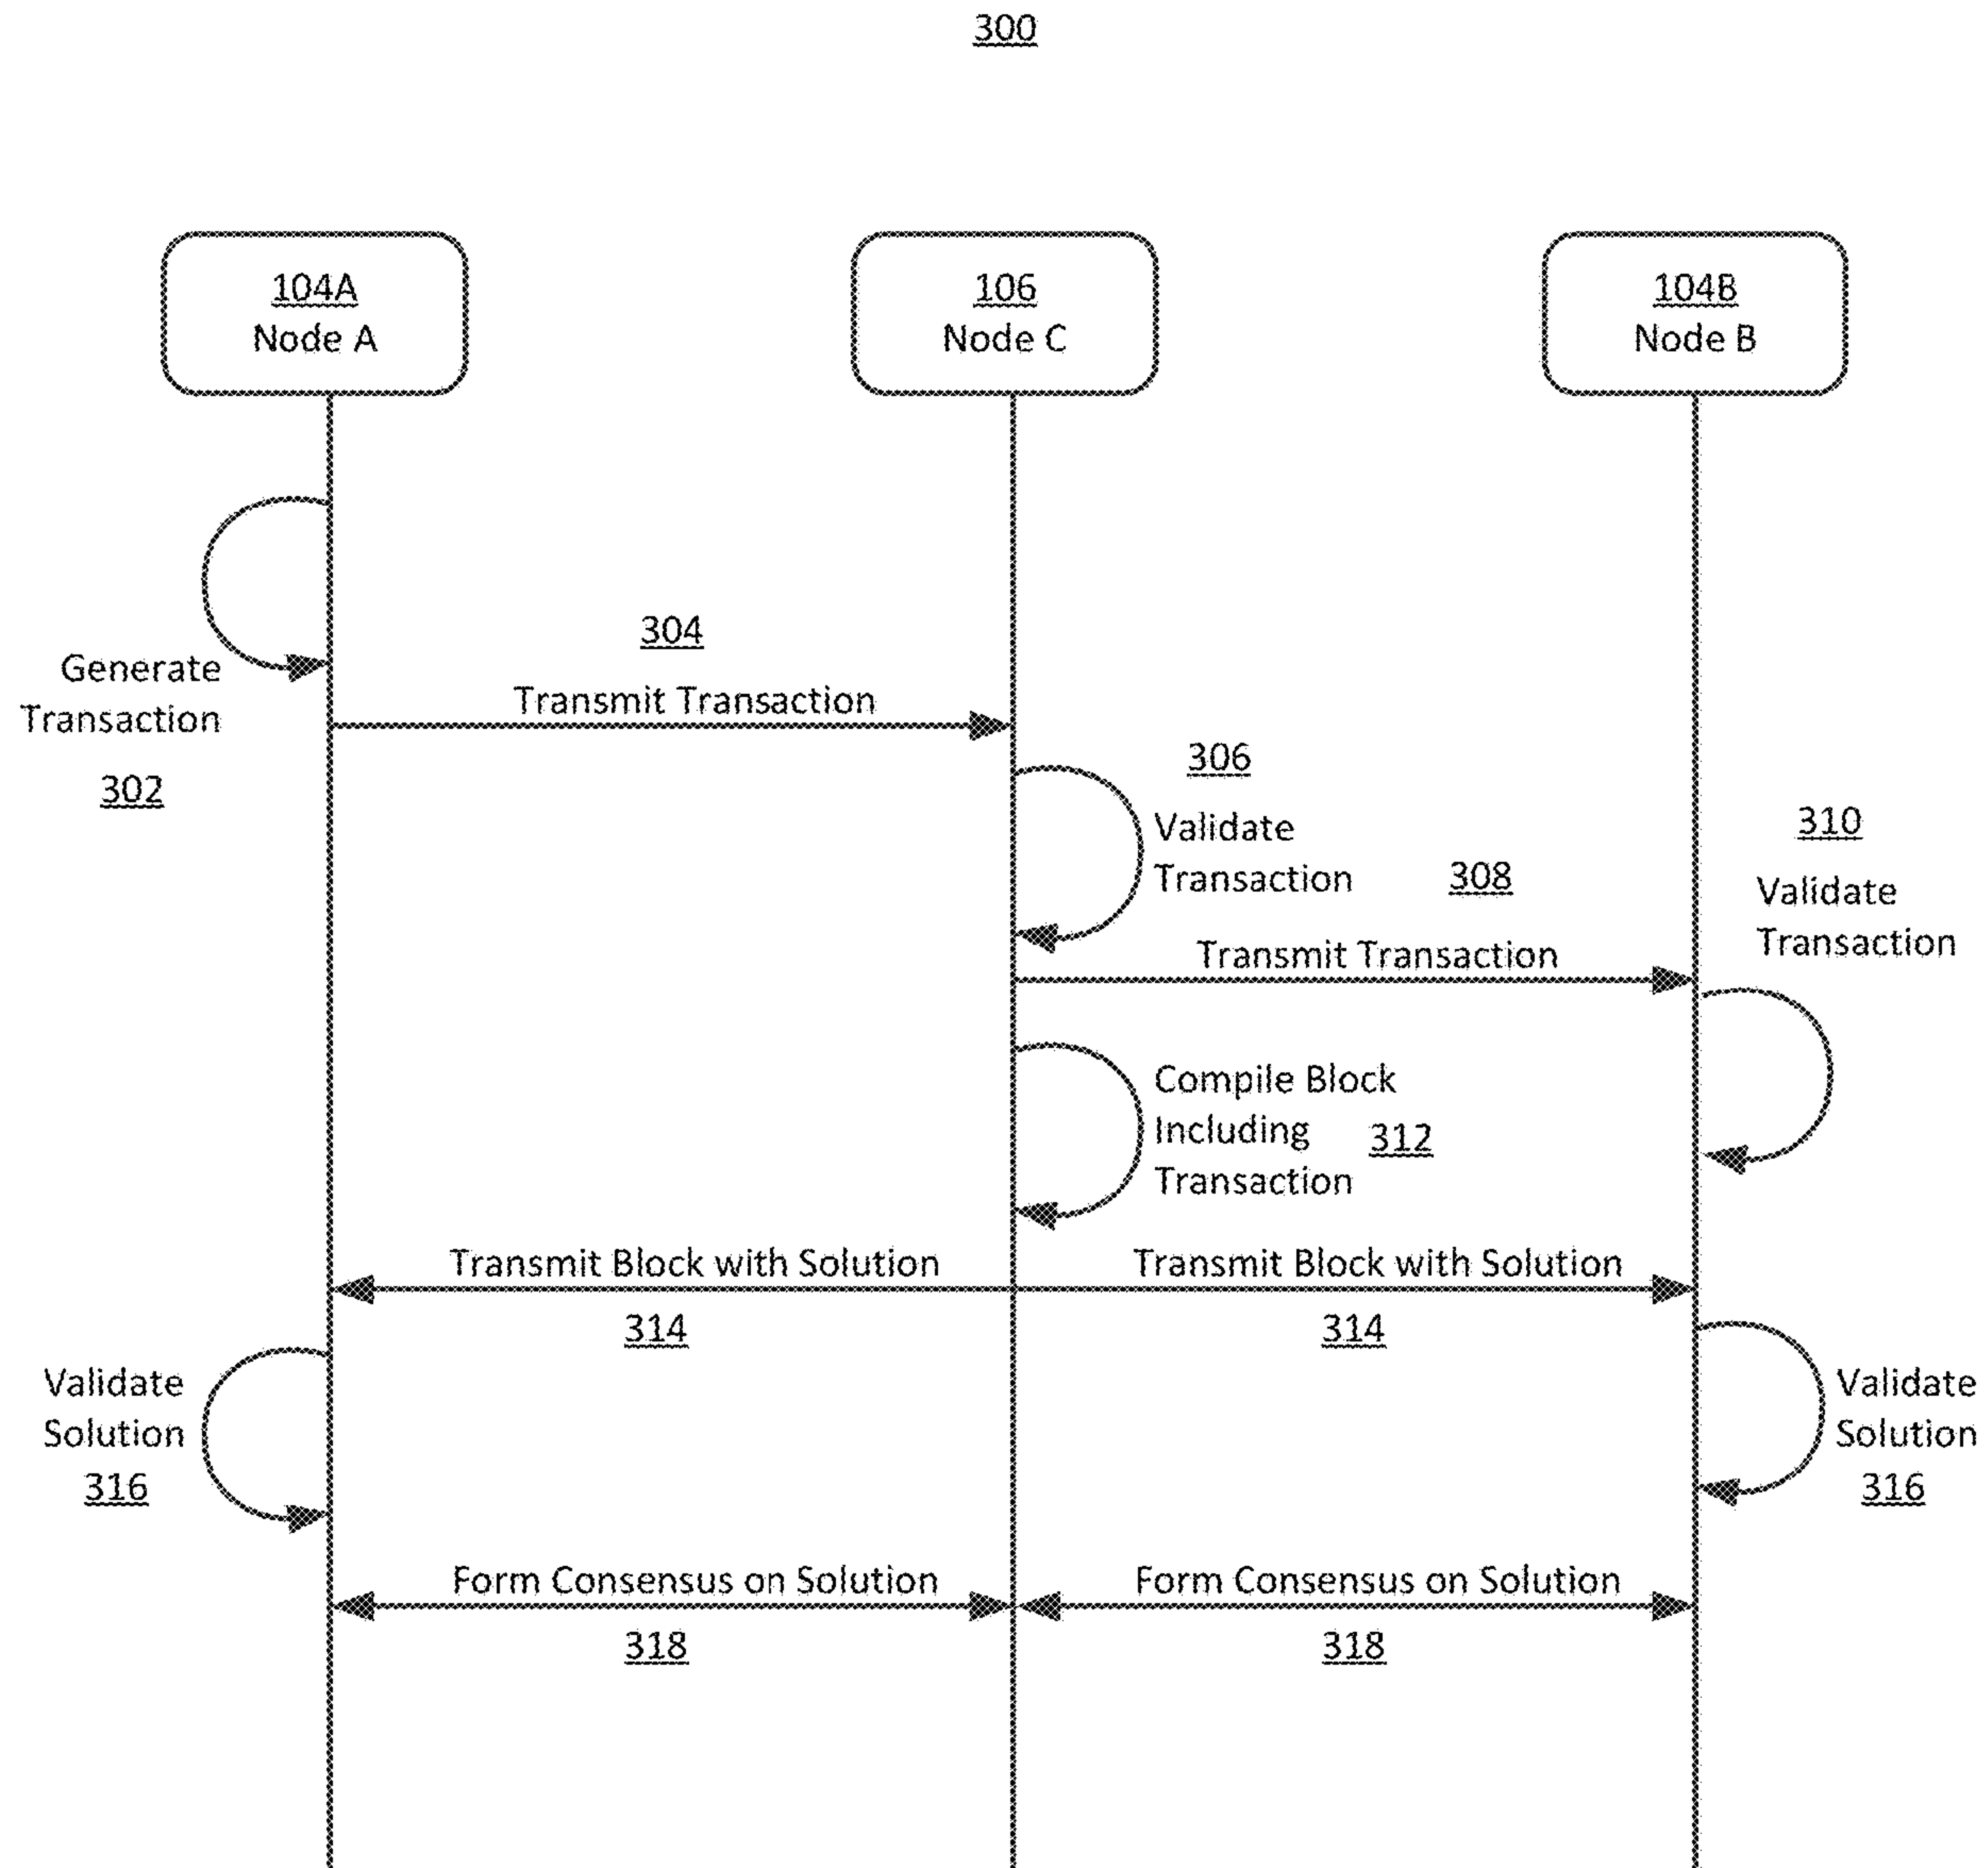 300
104A
Node A
106
Node C
104B
Node B
Generate
Transaction
302
304
Transmit Transaction
306
Validate
Transaction
308
Transmit Transaction
310
Validate
Transaction
Compile Block
Including
Transaction
312
Transmit Block with Solution
314
Transmit Block with Solution
314
Validate
Solution
316
Validate
Solution
316
Form Consensus on Solution
318
Form Consensus on Solution
318